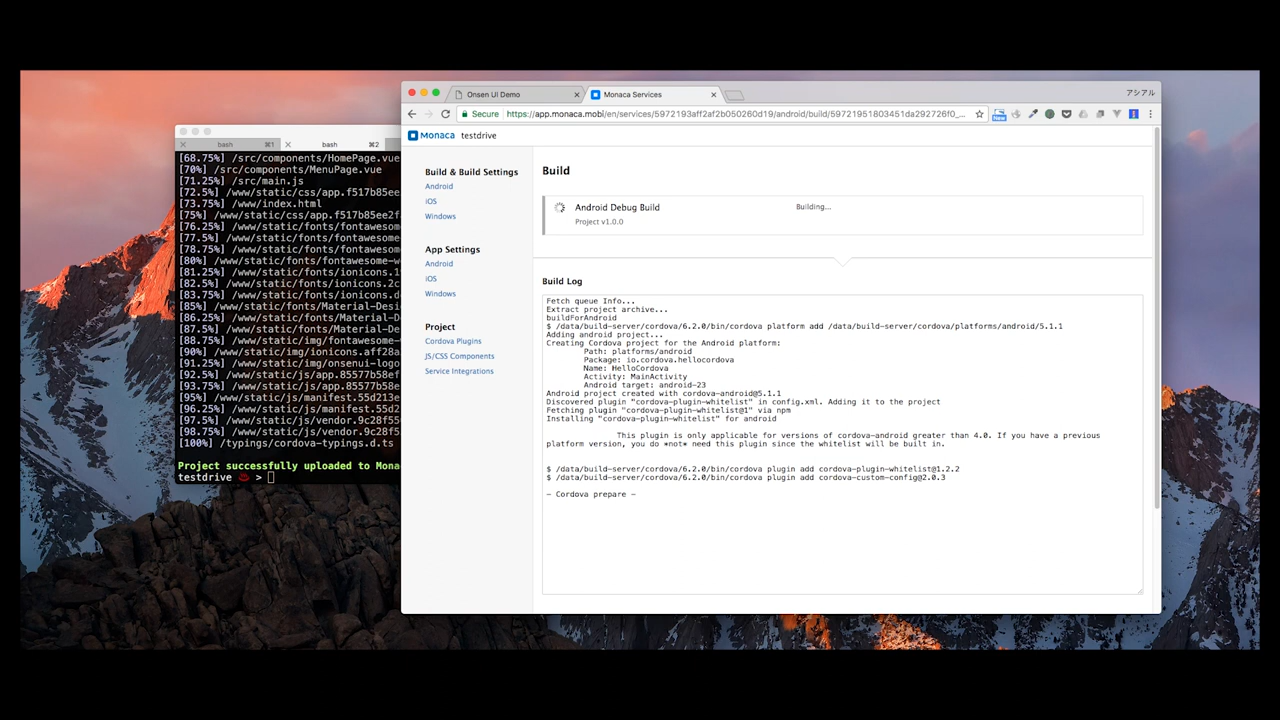 Onsen UI Demo
Monaca Services
アシアル
Secure https://app.monaca.mobi/en/services/5972193aff2af2b050260d19/android/build/59721951803451da292726f0_...
New
Monaca testdrive
bash ⌘1
bash ⌘2
[68.75%] /src/components/HomePage.vue
[70%] /src/components/MenuPage.vue
[71.25%] /src/main.js
[72.5%] /www/static/css/app.f517b85ee
[73.75%] /www/index.html
[75%] /www/static/css/app.f517b85ee2f
[76.25%] /www/static/fonts/fontawesome
[77.5%] /www/static/fonts/fontawesome
[78.75%] /www/static/fonts/fontawesome
[80%] /www/static/fonts/fontawesome-w
[81.25%] /www/static/fonts/ionicons.19
[82.5%] /www/static/fonts/ionicons.2c
[83.75%] /www/static/fonts/ionicons.d
[85%] /www/static/fonts/Material-Desi
[86.25%] /www/static/fonts/Material-De
[87.5%] /www/static/fonts/Material-De
[88.75%] /www/static/img/fontawesome-
[90%] /www/static/img/ionicons.aff28a
[91.25%] /www/static/img/onsenui-logo
[92.5%] /www/static/js/app.85577b58ef
[93.75%] /www/static/js/app.85577b58e
[95%] /www/static/js/manifest.55d213e
[96.25%] /www/static/js/manifest.55d2
[97.5%] /www/static/js/vendor.9c28f55
[98.75%] /www/static/js/vendor.9c28f5
[100%] /typings/cordova-typings.d.ts
Project successfully uploaded to Mona
testdrive ♨ >
Build & Build Settings
Android
iOS
Windows
App Settings
Android
iOS
Windows
Project
Cordova Plugins
JS/CSS Components
Service Integrations
Build
Android Debug Build Building...
Project v1.0.0
Build Log
Fetch queue Info...
Extract project archive...
buildForAndroid
$ /data/build-server/cordova/6.2.0/bin/cordova platform add /data/build-server/cordova/platforms/android/5.1.1
Adding android project...
Creating Cordova project for the Android platform:
Path: platforms/android
Package: io.cordova.hellocordova
Name: HelloCordova
Activity: MainActivity
Android target: android-23
Android project created with cordova-android@5.1.1
Discovered plugin "cordova-plugin-whitelist" in config.xml. Adding it to the project
Fetching plugin "cordova-plugin-whitelist@1" via npm
Installing "cordova-plugin-whitelist" for android
This plugin is only applicable for versions of cordova-android greater than 4.0. If you have a previous
platform version, you do *not* need this plugin since the whitelist will be built in.
$ /data/build-server/cordova/6.2.0/bin/cordova plugin add cordova-plugin-whitelist@1.2.2
$ /data/build-server/cordova/6.2.0/bin/cordova plugin add cordova-custom-config@2.0.3
- Cordova prepare -